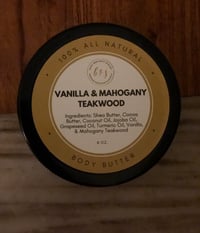 100% ALL NATURAL
VANILLA & MAHOGANY
TEAKWOOD
Ingredients: Shea Butter, Cocoa
Butter, Coconut Oil, Jojoba Oil,
Grapeseed Oil, Turmeric Oil, Vanilla,
& Mahogany Teakwood
BODY BUTTER